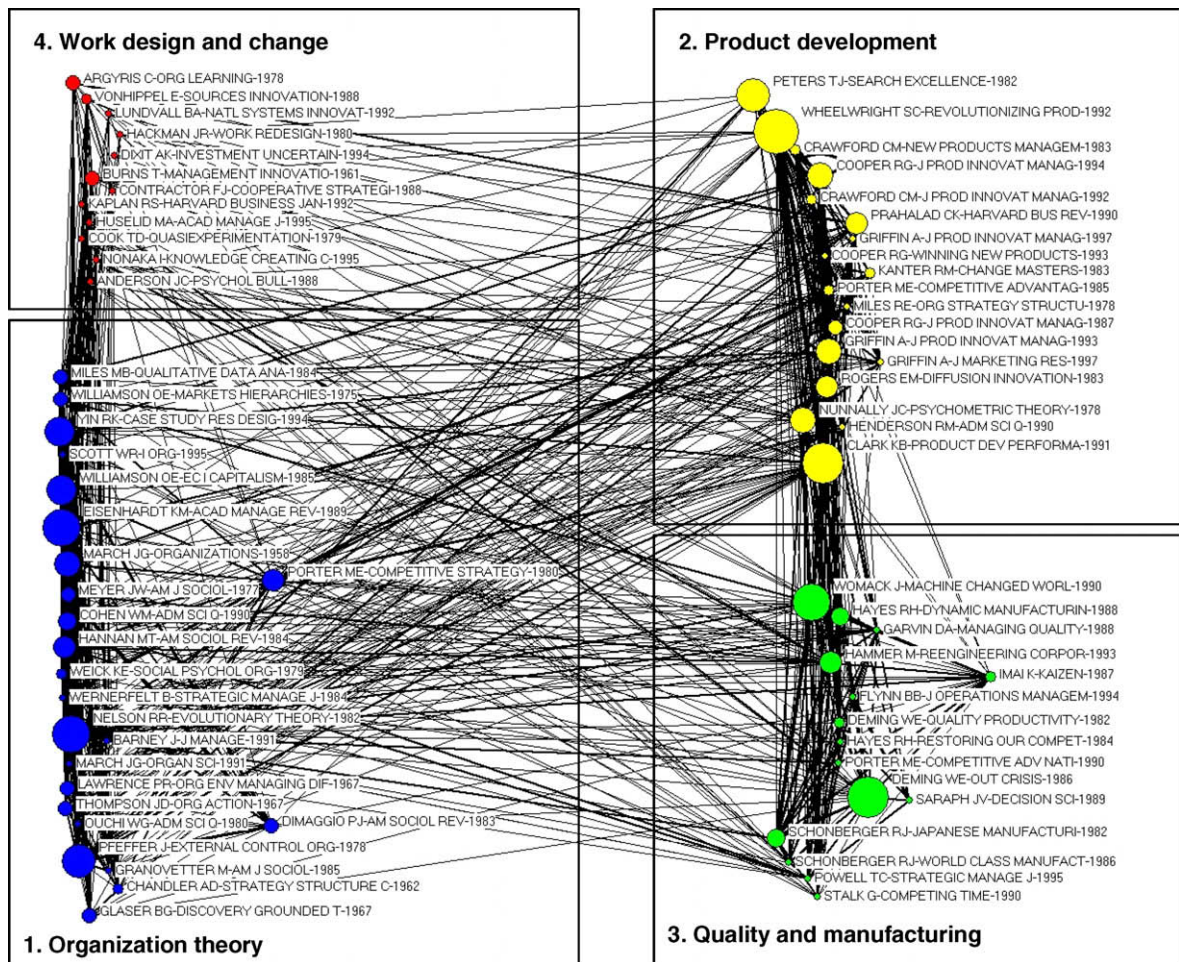 4. Work design and change
ARGYRIS C-ORG LEARNING-1978
VONHIPPEL E-SOURCES INNOVATION-1988
LUNDVALL BA-NATL SYSTEMS INNOVAT-1992
HACKMAN JR-WORK REDESIGN-1980
DIXIT AK-INVESTMENT UNCERTAIN-1994
BURNS T-MANAGEMENT INNOVATIO-1961
CONTRACTOR FJ-COOPERATIVE STRATEGI-1988
KAPLAN RS-HARVARD BUSINESS JAN-1992
HUSELID MA-ACAD MANAGE J-1995
COOK TD-QUASIEXPERIMENTATION-1979
NONAKA I-KNOWLEDGE CREATING C-1995
ANDERSON JC-PSYCHOL BULL-1988
MILES MB-QUALITATIVE DATA ANA-1984
WILLIAMSON OE-MARKETS HIERARCHIES-1975
YIN RK-CASE STUDY RES DESIG-1994
SCOTT WR-I ORG-1995
WILLIAMSON OE-EC I CAPITALISM-1985
EISENHARDT KM-ACAD MANAGE REV-1989
MARCH JG-ORGANIZATIONS-1958
PORTER ME-COMPETITIVE STRATEGY-1980
MEYER JW-AM J SOCIOL-1977
COHEN WM-ADM SCI Q-1990
HANNAN MT-AM SOCIOL REV-1984
WEICK KE-SOCIAL PSYCHOL ORG-1979
WERNERFELT B-STRATEGIC MANAGE J-1984
NELSON RR-EVOLUTIONARY THEORY-1982
BARNEY J-J MANAGE-1991
MARCH JG-ORGAN SCI-1991
LAWRENCE PR-ORG ENV MANAGING DIF-1967
THOMPSON JD-ORG ACTION-1967
OUCHI WG-ADM SCI Q-1980
DIMAGGIO PJ-AM SOCIOL REV-1983
PFEFFER J-EXTERNAL CONTROL ORG-1978
GRANOVETTER M-AM J SOCIOL-1985
CHANDLER AD-STRATEGY STRUCTURE C-1962
GLASER BG-DISCOVERY GROUNDED T-1967
1. Organization theory
2. Product development
PETERS TJ-SEARCH EXCELLENCE-1982
WHEELWRIGHT SC-REVOLUTIONIZING PROD-1992
CRAWFORD CM-NEW PRODUCTS MANAGEM-1983
COOPER RG-J PROD INNOVAT MANAG-1994
CRAWFORD CM-J PROD INNOVAT MANAG-1992
PRAHALAD CK-HARVARD BUS REV-1990
GRIFFIN A-J PROD INNOVAT MANAG-1997
COOPER RG-WINNING NEW PRODUCTS-1993
KANTER RM-CHANGE MASTERS-1983
PORTER ME-COMPETITIVE ADVANTAG-1985
MILES RE-ORG STRATEGY STRUCTU-1978
COOPER RG-J PROD INNOVAT MANAG-1987
GRIFFIN A-J PROD INNOVAT MANAG-1993
GRIFFIN A-J MARKETING RES-1997
ROGERS EM-DIFFUSION INNOVATION-1983
NUNNALLY JC-PSYCHOMETRIC THEORY-1978
HENDERSON RM-ADM SCI Q-1990
CLARK KB-PRODUCT DEV PERFORMA-1991
WOMACK J-MACHINE CHANGED WORL-1990
HAYES RH-DYNAMIC MANUFACTURIN-1988
GARVIN DA-MANAGING QUALITY-1988
HAMMER M-REENGINEERING CORPOR-1993
IMAI K-KAIZEN-1987
FLYNN BB-J OPERATIONS MANAGEM-1994
DEMING WE-QUALITY PRODUCTIVITY-1982
HAYES RH-RESTORING OUR COMPET-1984
PORTER ME-COMPETITIVE ADV NATI-1990
DEMING WE-OUT CRISIS-1986
SARAPH JV-DECISION SCI-1989
SCHONBERGER RJ-JAPANESE MANUFACTURI-1982
SCHONBERGER RJ-WORLD CLASS MANUFACT-1986
POWELL TC-STRATEGIC MANAGE J-1995
STALK G-COMPETING TIME-1990
3. Quality and manufacturing